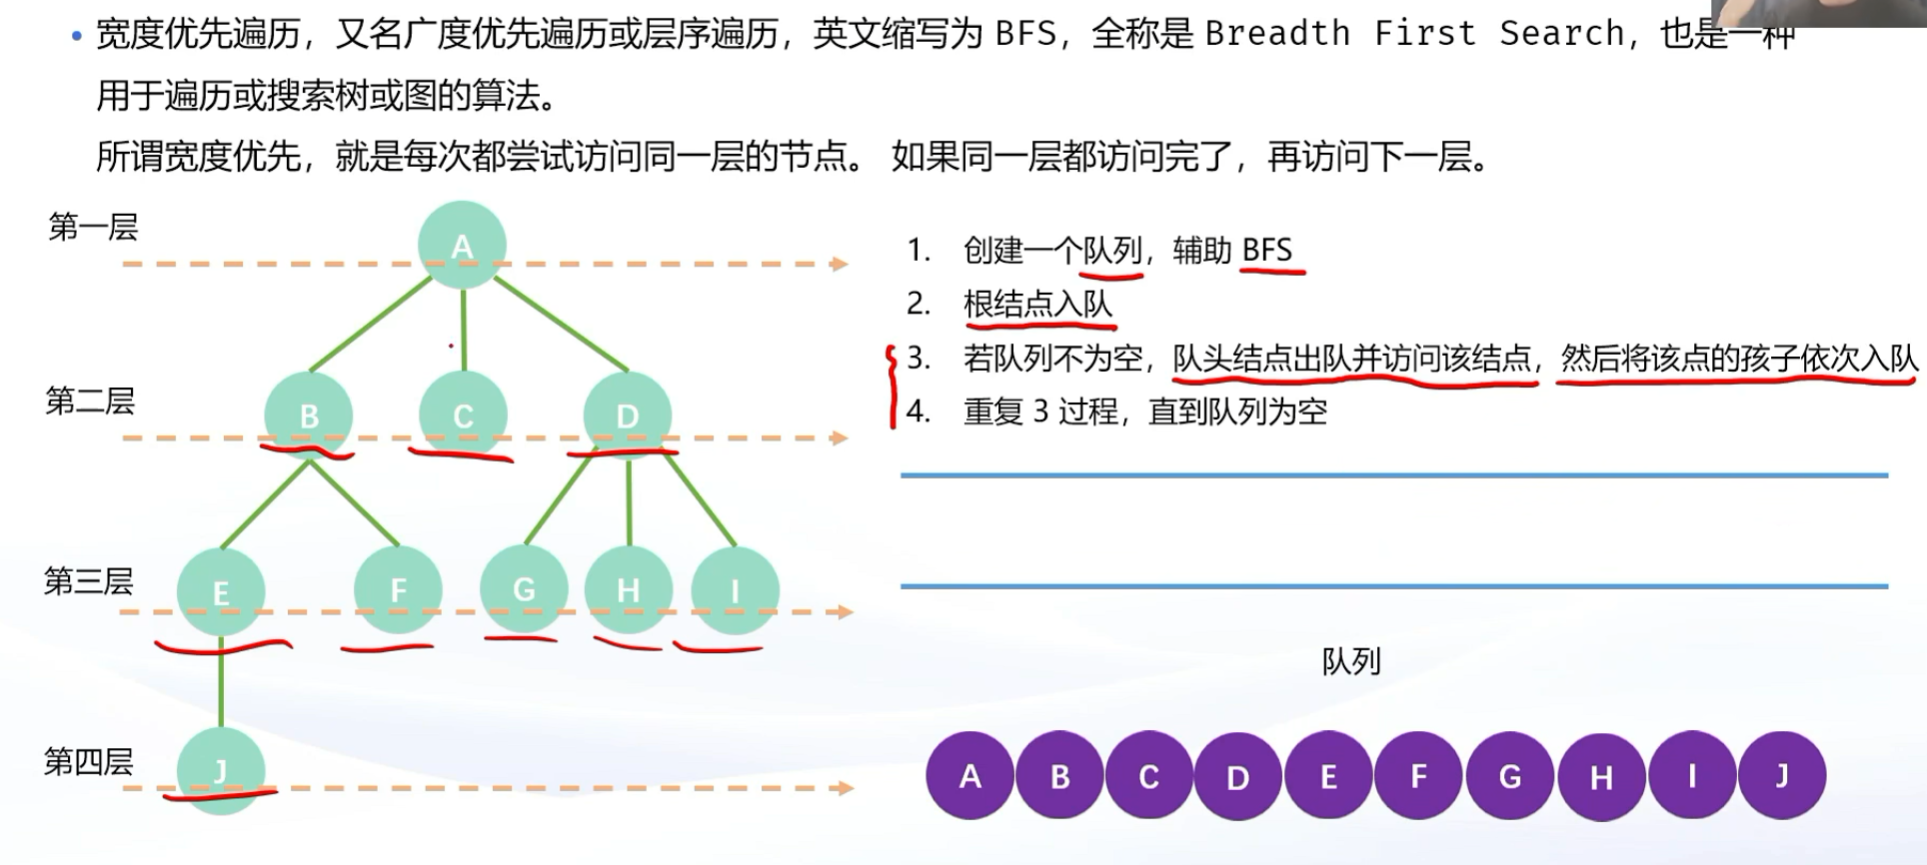 • 宽度优先遍历，又名广度优先遍历或层序遍历，英文缩写为 BFS，全称是 Breadth First Search，也是一种
用于遍历或搜索树或图的算法。
所谓宽度优先，就是每次都尝试访问同一层的节点。 如果同一层都访问完了，再访问下一层。
第一层
A
第二层
B C D
第三层
E F G H I
第四层
J
1. 创建一个队列，辅助 BFS
2. 根结点入队
3. 若队列不为空，队头结点出队并访问该结点，然后将该点的孩子依次入队
4. 重复 3 过程，直到队列为空
队列
A B C D E F G H I J